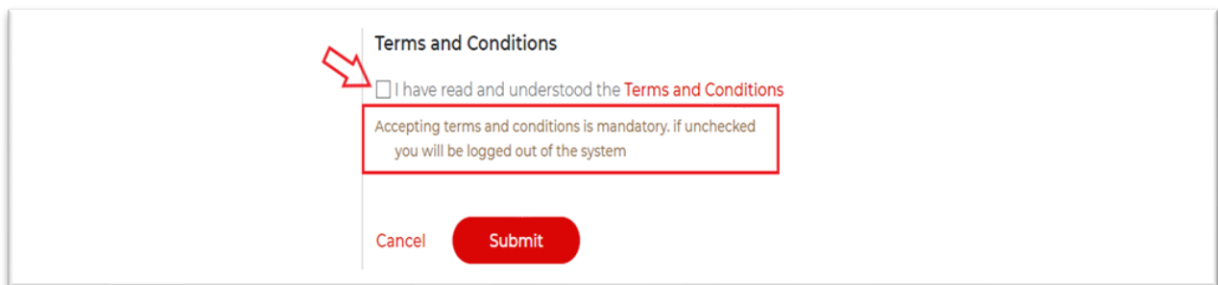 Terms and Conditions
I have read and understood the Terms and Conditions
Accepting terms and conditions is mandatory. if unchecked
you will be logged out of the system
Cancel Submit